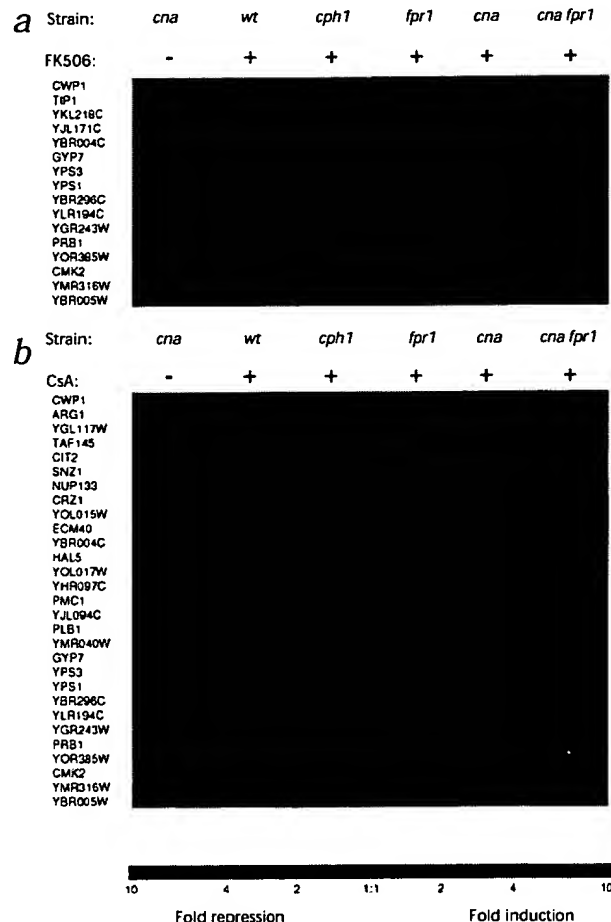 a Strain: cna wt cph1 fpr1 cna cna fpr1
FK506: - + + + + +
CWP1
TIP1
YKL218C
YJL171C
YBR004C
GYP7
YPS3
YPS1
YBR296C
YLR194C
YGR243W
PRB1
YOR385W
CMK2
YMR316W
YBR005W
b Strain: cna wt cph1 fpr1 cna cna fpr1
CsA: - + + + + +
CWP1
ARG1
YGL117W
TAF145
CIT2
SNZ1
NUP133
CRZ1
YOL015W
ECM40
YBR004C
HAL5
YOL017W
YHR097C
PMC1
YJL094C
PLB1
YMR040W
GYP7
YPS3
YPS1
YBR296C
YLR194C
YGR243W
PRB1
YOR385W
CMK2
YMR316W
YBR005W
10 4 2 1:1 2 4 10
Fold repression Fold induction